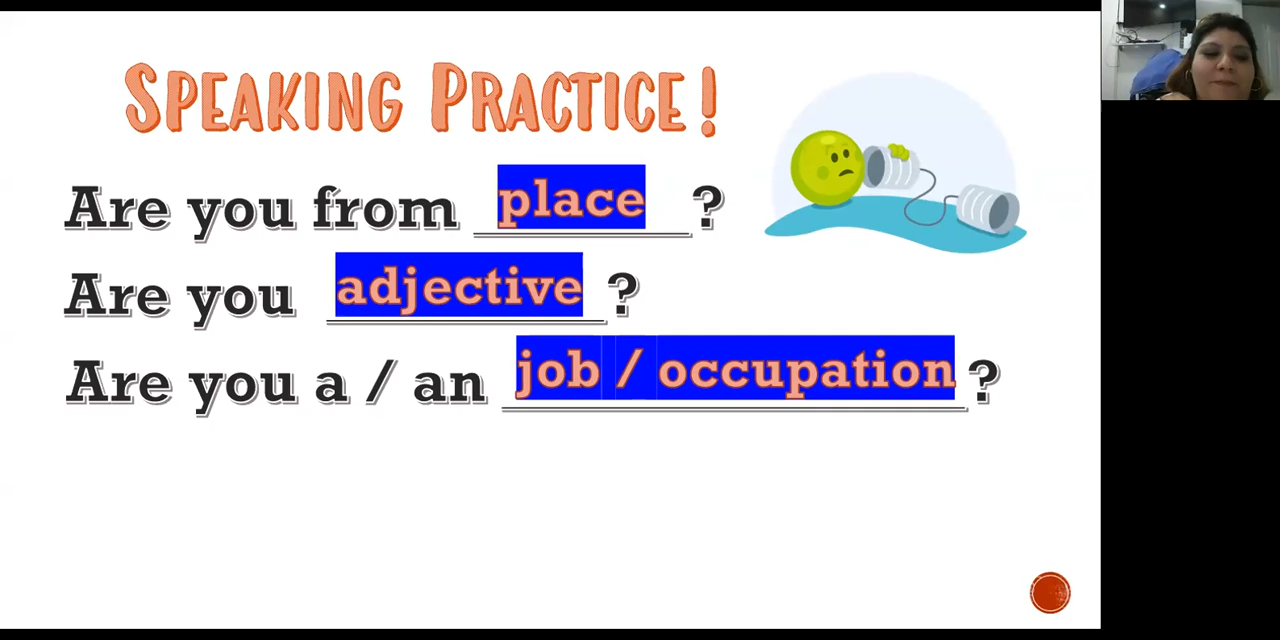 SPEAKING PRACTICE!
Are you from place ?
Are you adjective ?
Are you a / an job / occupation ?